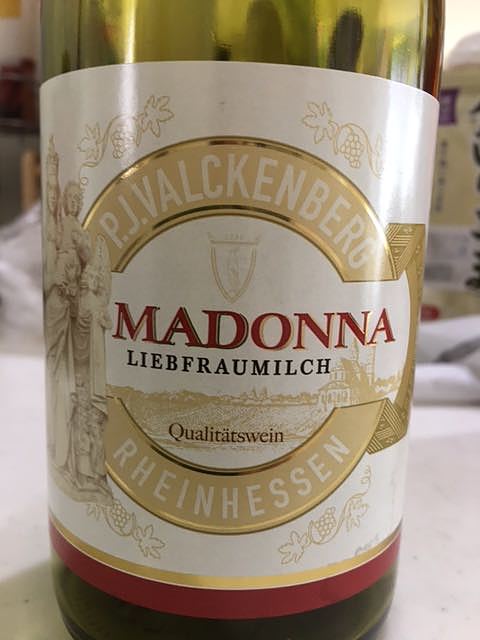 P.J.VALCKENBERG
MADONNA
LIEBFRAUMILCH
Qualitätswein
RHEINHESSEN